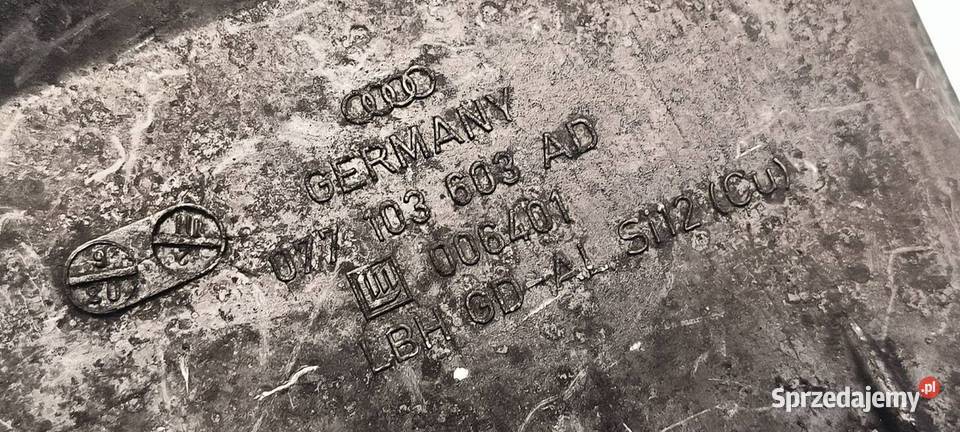 GERMANY
077 103 603 AD
006401
LBH GD-AL Si12(Cu)
Sprzedajemy.pl